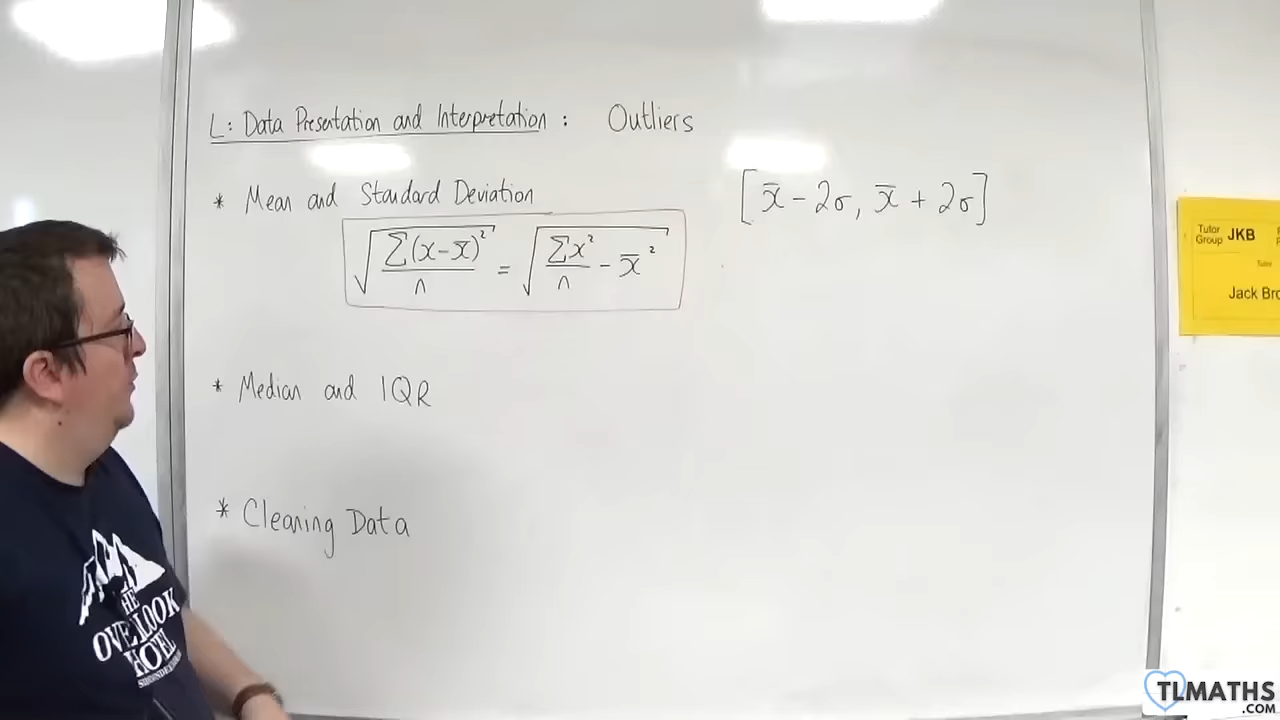 L: Data Presentation and Interpretation : Outliers
* Mean and Standard Deviation
[x̄ - 2σ, x̄ + 2σ]
√(Σ(x-x̄)²/n) = √(Σx²/n - x̄²)
* Median and IQR
* Cleaning Data
Tutor Group JKB
Tutor
Jack Bro
THE
OVERLOOK
HOTEL
TLMATHS
.COM